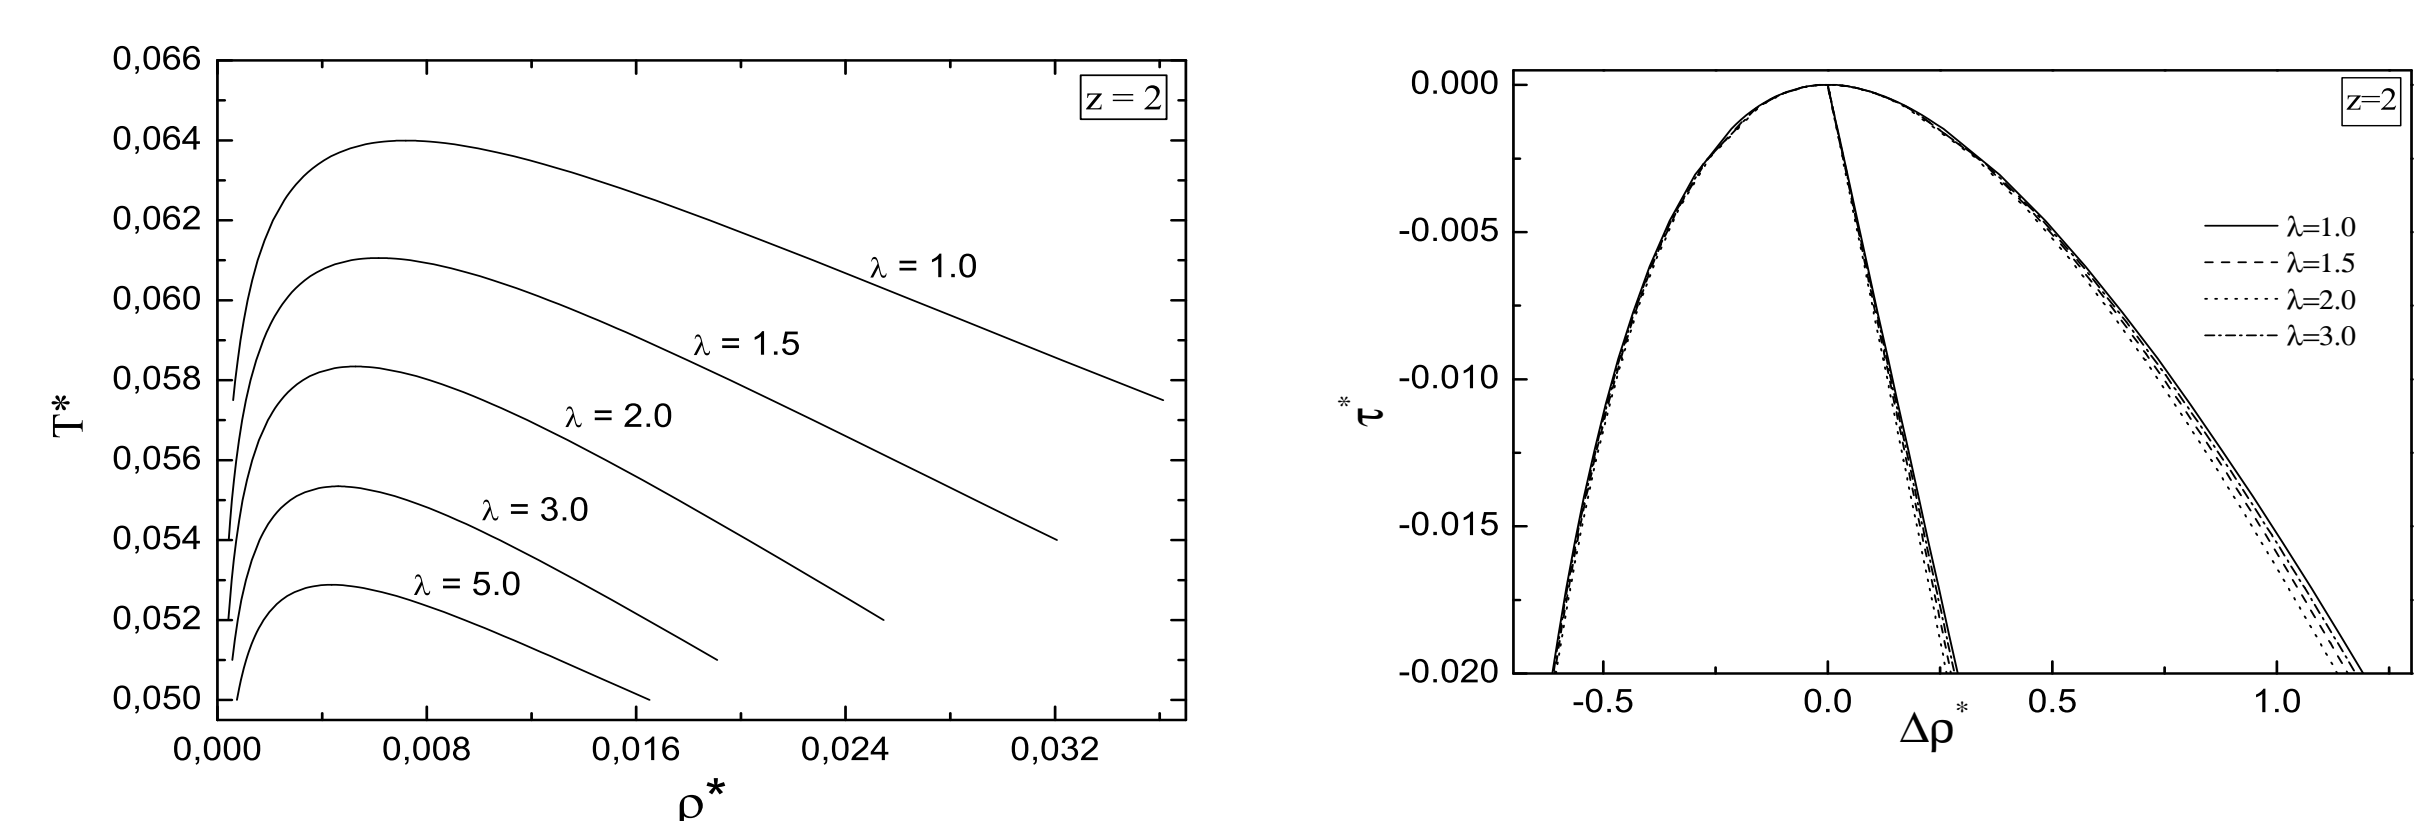 0,066
0,064
0,062
0,060
0,058
0,056
0,054
0,052
0,050
T*
z = 2
λ = 1.0
λ = 1.5
λ = 2.0
λ = 3.0
λ = 5.0
0,000 0,008 0,016 0,024 0,032
ρ*
0.000
-0.005
-0.010
-0.015
-0.020
τ*
z=2
λ=1.0
λ=1.5
λ=2.0
λ=3.0
-0.5 0.0 0.5 1.0
Δρ*